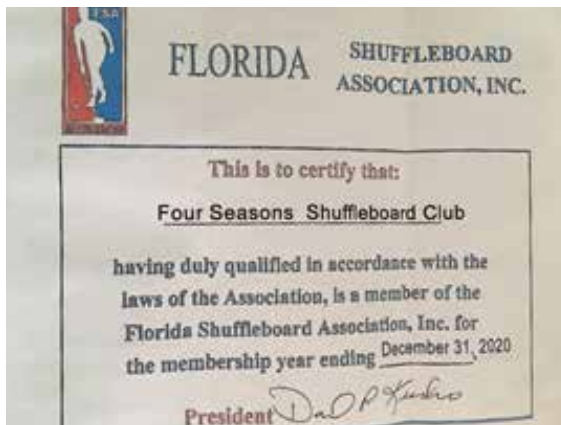 FSA
FLORIDA
SHUFFLEBOARD
ASSOCIATION, INC.
This is to certify that:
Four Seasons Shuffleboard Club
having duly qualified in accordance with the
laws of the Association, is a member of the
Florida Shuffleboard Association, Inc. for
the membership year ending December 31, 2020
President